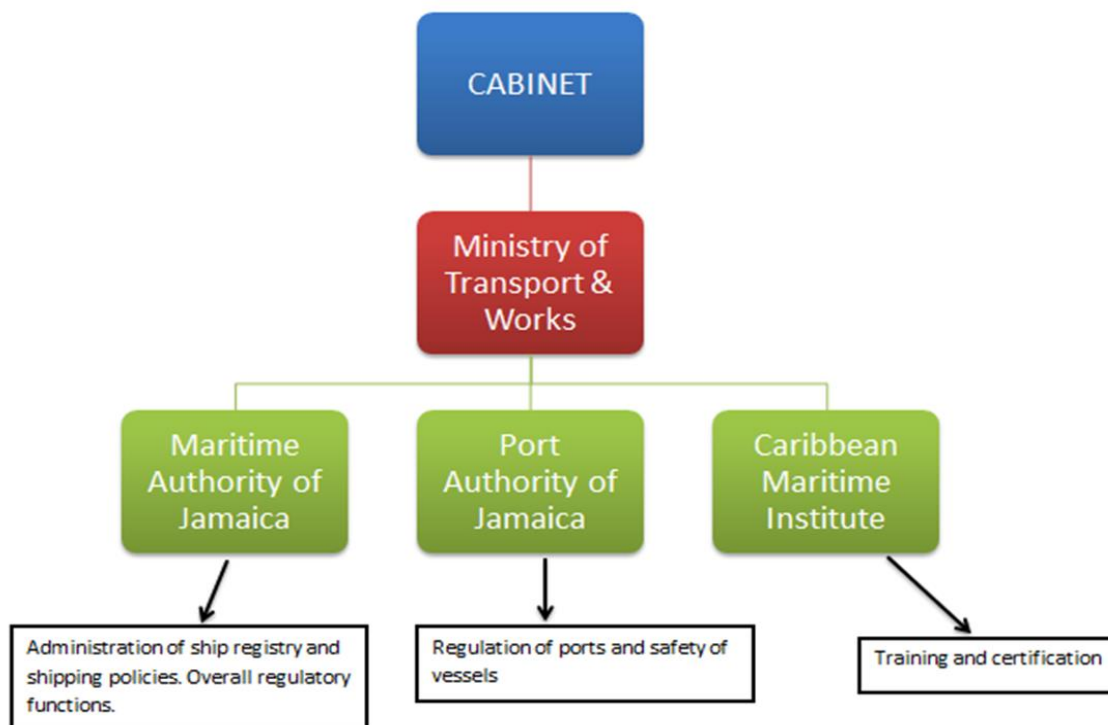 CABINET
Ministry of
Transport &
Works
Maritime
Authority of
Jamaica
Port
Authority of
Jamaica
Caribbean
Maritime
Institute
Administration of ship registry and
shipping policies. Overall regulatory
functions.
Regulation of ports and safety of
vessels
Training and certification